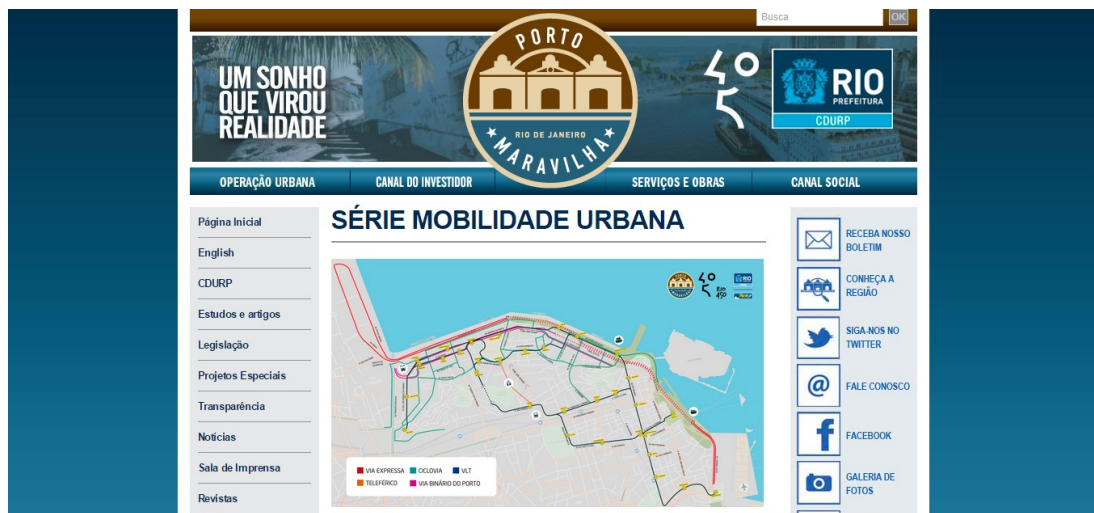 Busca
OK
UM SONHO
QUE VIROU
REALIDADE
PORTO
RIO DE JANEIRO
MARAVILHA
RIO
PREFEITURA
CDURP
OPERAÇÃO URBANA
CANAL DO INVESTIDOR
SERVIÇOS E OBRAS
CANAL SOCIAL
Página Inicial
English
CDURP
Estudos e artigos
Legislação
Projetos Especiais
Transparência
Notícias
Sala de Imprensa
Revistas
SÉRIE MOBILIDADE URBANA
VIA EXPRESSA
CICLOVIA
VLT
TELEFÉRICO
VIA BINÁRIO DO PORTO
RECEBA NOSSO
BOLETIM
CONHEÇA A
REGIÃO
SIGA-NOS NO
TWITTER
FALE CONOSCO
FACEBOOK
GALERIA DE
FOTOS